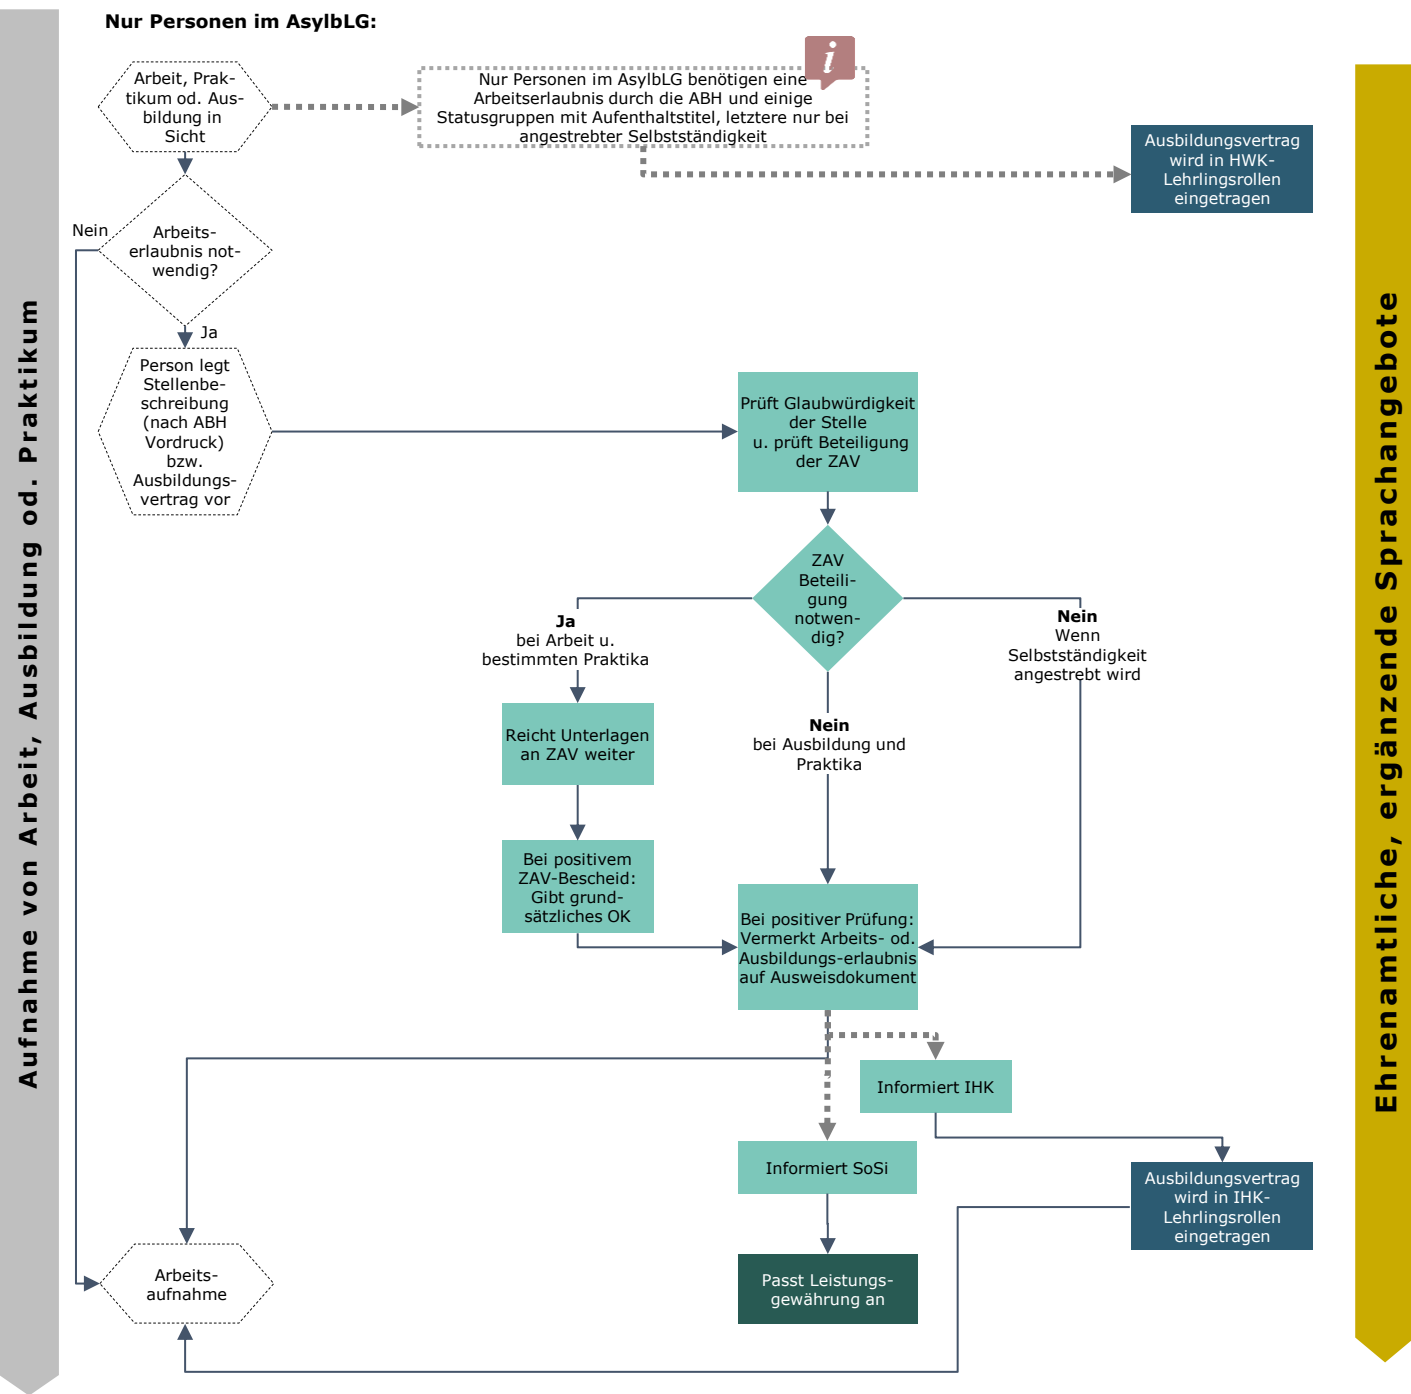 Nur Personen im AsylbLG:
Arbeit, Prak-
tikum od. Aus-
bildung in
Sicht
i
Nur Personen im AsylbLG benötigen eine
Arbeitserlaubnis durch die ABH und einige
Statusgruppen mit Aufenthaltstitel, letztere nur bei
angestrebter Selbstständigkeit
Ausbildungsvertrag
wird in HWK-
Lehrlingsrollen
eingetragen
Nein
Arbeits-
erlaubnis not-
wendig?
Ja
Person legt
Stellenbe-
schreibung
(nach ABH
Vordruck)
bzw.
Ausbildungs-
vertrag vor
Prüft Glaubwürdigkeit
der Stelle
u. prüft Beteiligung
der ZAV
ZAV
Beteili-
gung
notwen-
dig?
Ja
bei Arbeit u.
bestimmten Praktika
Nein
Wenn
Selbstständigkeit
angestrebt wird
Nein
bei Ausbildung und
Praktika
Reicht Unterlagen
an ZAV weiter
Bei positivem
ZAV-Bescheid:
Gibt grund-
sätzliches OK
Bei positiver Prüfung:
Vermerkt Arbeits- od.
Ausbildungs-erlaubnis
auf Ausweisdokument
Informiert IHK
Informiert SoSi
Ausbildungsvertrag
wird in IHK-
Lehrlingsrollen
eingetragen
Arbeits-
aufnahme
Passt Leistungs-
gewährung an
Aufnahme von Arbeit, Ausbildung od. Praktikum
Ehrenamtliche, ergänzende Sprachangebote